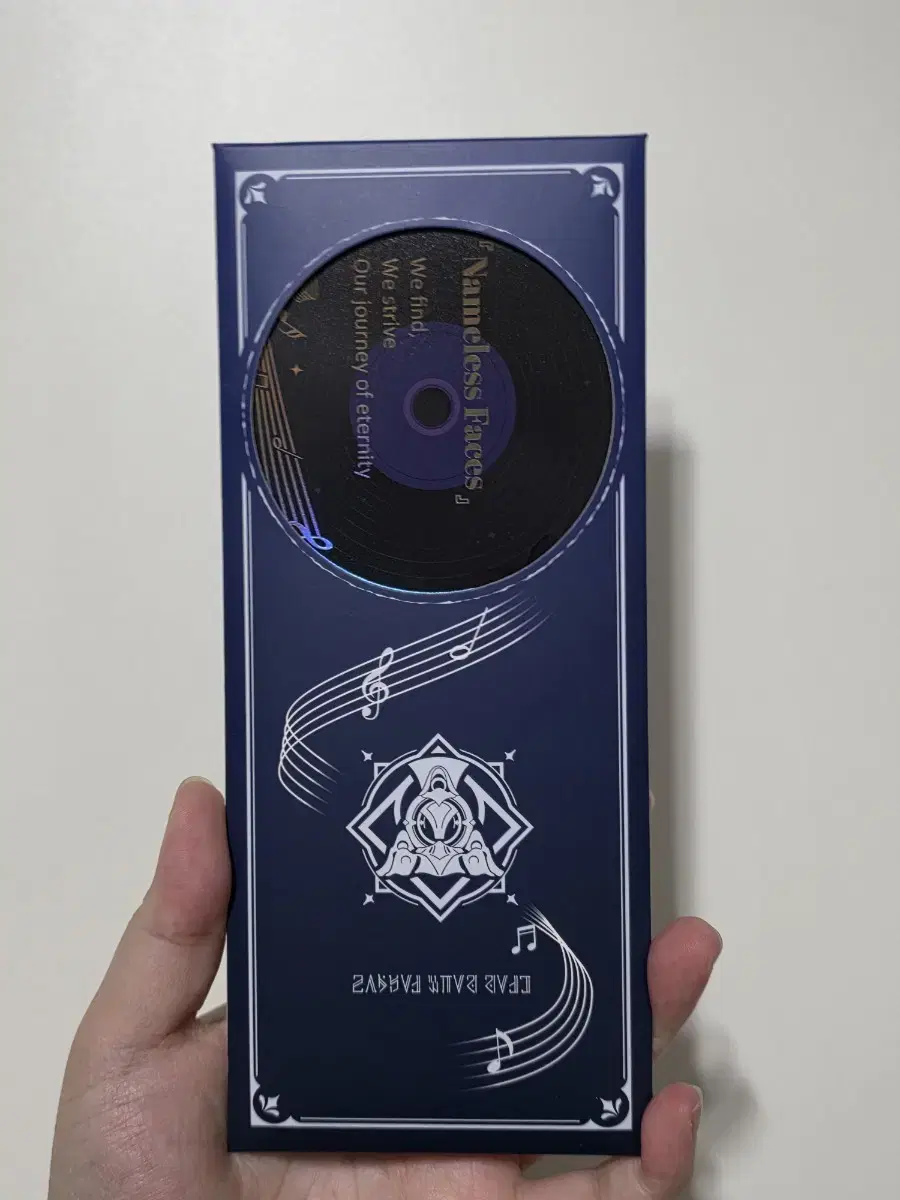 『Nameless Faces』
We find,
We strive
Our journey of eternity